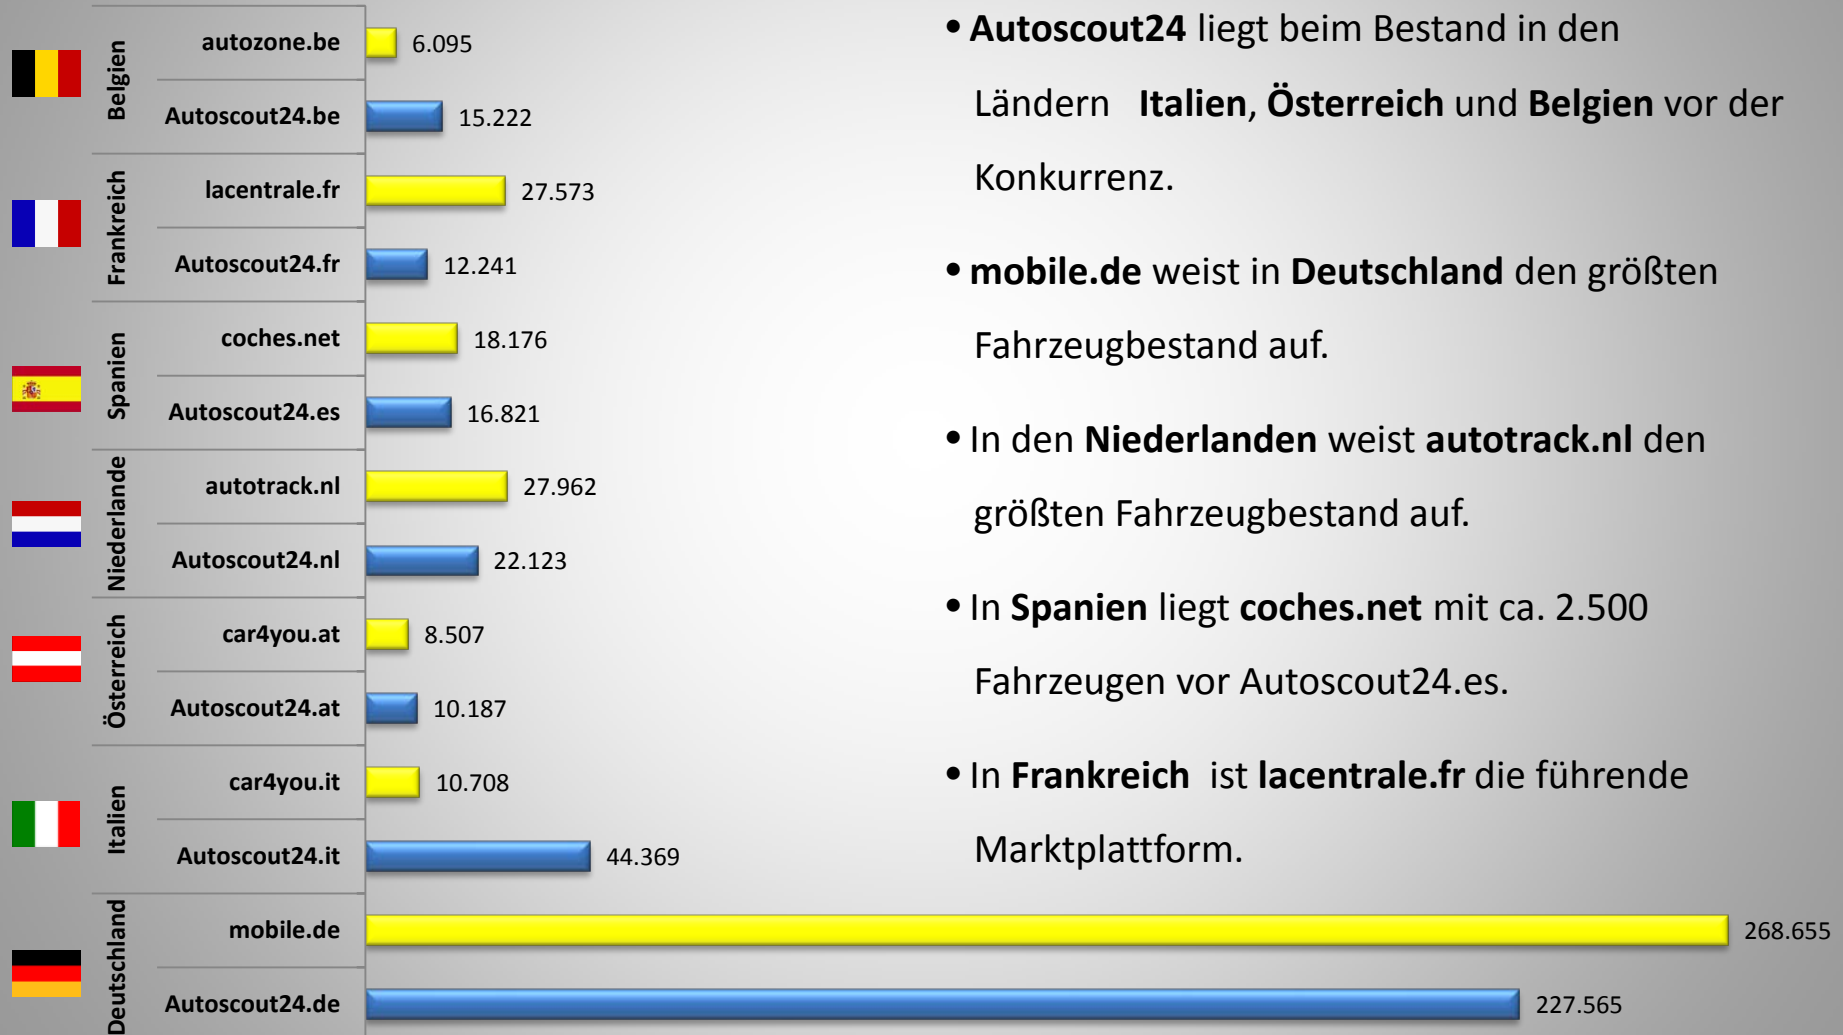 Belgien
autozone.be 6.095
Autoscout24.be 15.222
Frankreich
lacentrale.fr 27.573
Autoscout24.fr 12.241
Spanien
coches.net 18.176
Autoscout24.es 16.821
Niederlande
autotrack.nl 27.962
Autoscout24.nl 22.123
Österreich
car4you.at 8.507
Autoscout24.at 10.187
Italien
car4you.it 10.708
Autoscout24.it 44.369
Deutschland
mobile.de 268.655
Autoscout24.de 227.565
• Autoscout24 liegt beim Bestand in den
Ländern Italien, Österreich und Belgien vor der
Konkurrenz.
• mobile.de weist in Deutschland den größten
Fahrzeugbestand auf.
• In den Niederlanden weist autotrack.nl den
größten Fahrzeugbestand auf.
• In Spanien liegt coches.net mit ca. 2.500
Fahrzeugen vor Autoscout24.es.
• In Frankreich ist lacentrale.fr die führende
Marktplattform.